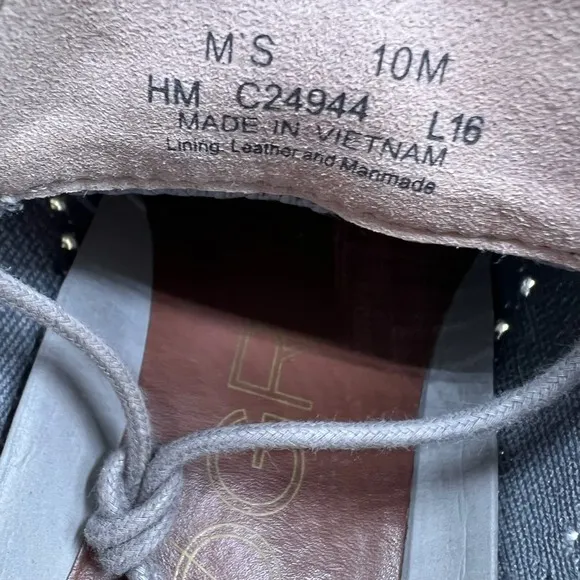 M'S 10M
HM C24944 L16
MADE IN VIETNAM
Lining: Leather and Manmade